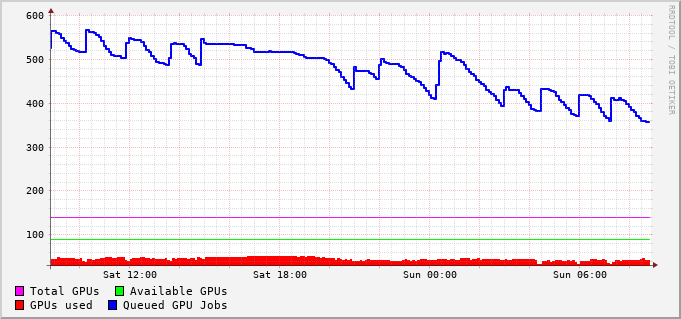 600
500
400
300
200
100
Sat 12:00 Sat 18:00 Sun 00:00 Sun 06:00
Total GPUs Available GPUs
GPUs used Queued GPU Jobs
RRDTOOL / TOBI OETIKER